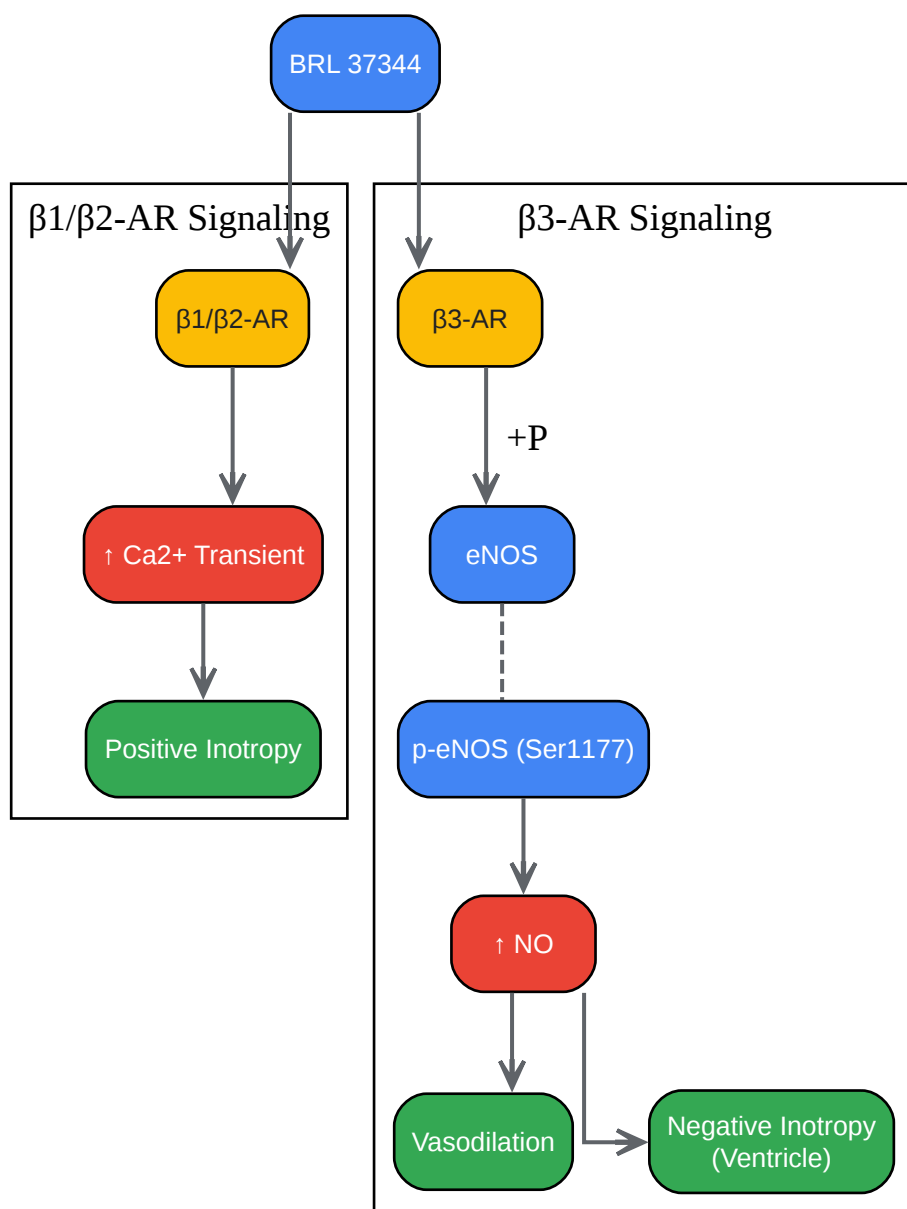 BRL 37344
β1/β2-AR Signaling
β1/β2-AR
↑ Ca2+ Transient
Positive Inotropy
β3-AR Signaling
β3-AR
+P
eNOS
p-eNOS (Ser1177)
↑ NO
Vasodilation
Negative Inotropy
(Ventricle)